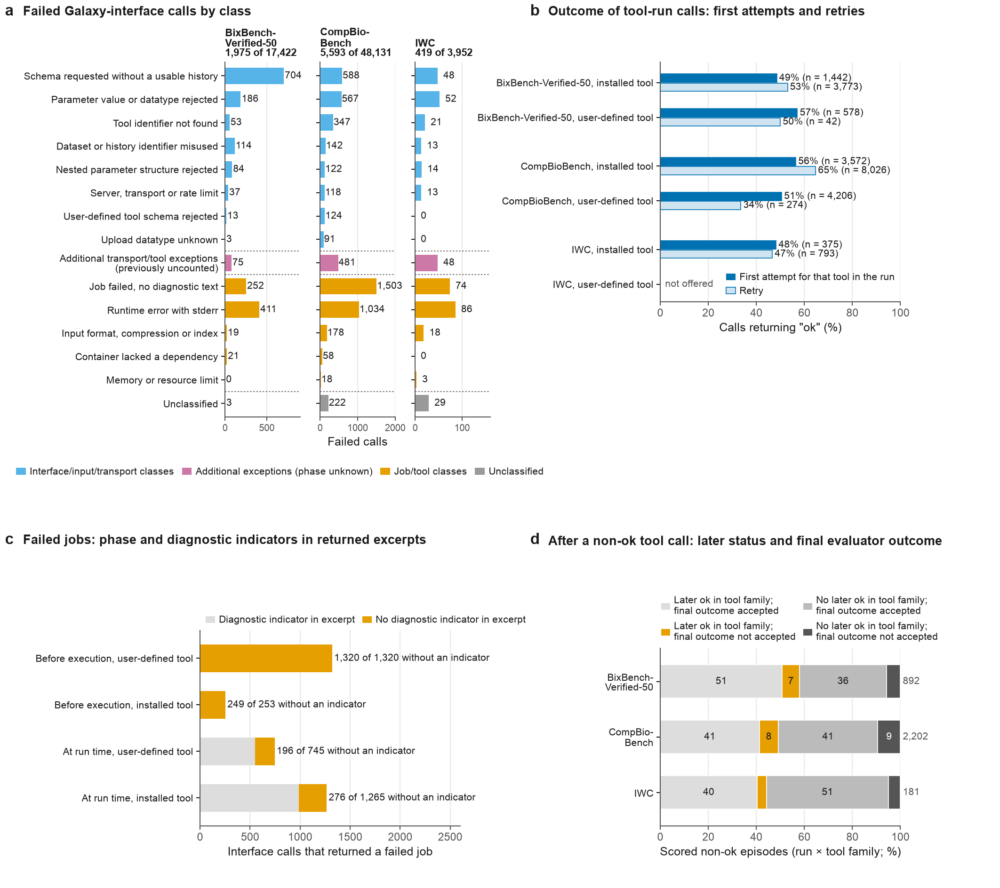 a Failed Galaxy-interface calls by class
BixBench-
Verified-50
1,975 of 17,422
CompBio-
Bench
5,593 of 48,131
IWC
419 of 3,952
Schema requested without a usable history 704 588 48
Parameter value or datatype rejected 186 567 52
Tool identifier not found 53 347 21
Dataset or history identifier misused 114 142 13
Nested parameter structure rejected 84 122 14
Server, transport or rate limit 37 118 13
User-defined tool schema rejected 13 124 0
Upload datatype unknown 3 91 0
Additional transport/tool exceptions
(previously uncounted) 75 481 48
Job failed, no diagnostic text 252 1,503 74
Runtime error with stderr 411 1,034 86
Input format, compression or index 19 178 18
Container lacked a dependency 21 58 0
Memory or resource limit 0 18 3
Unclassified 3 222 29
0 500 0 1000 2000 0 100
Failed calls
Interface/input/transport classes Additional exceptions (phase unknown) Job/tool classes Unclassified
b Outcome of tool-run calls: first attempts and retries
BixBench-Verified-50, installed tool
49% (n = 1,442)
53% (n = 3,773)
BixBench-Verified-50, user-defined tool
57% (n = 578)
50% (n = 42)
CompBioBench, installed tool
56% (n = 3,572)
65% (n = 8,026)
CompBioBench, user-defined tool
51% (n = 4,206)
34% (n = 274)
IWC, installed tool
48% (n = 375)
47% (n = 793)
IWC, user-defined tool not offered
First attempt for that tool in the run
Retry
0 20 40 60 80 100
Calls returning "ok" (%)
c Failed jobs: phase and diagnostic indicators in returned excerpts
Diagnostic indicator in excerpt No diagnostic indicator in excerpt
Before execution, user-defined tool 1,320 of 1,320 without an indicator
Before execution, installed tool 249 of 253 without an indicator
At run time, user-defined tool 196 of 745 without an indicator
At run time, installed tool 276 of 1,265 without an indicator
0 500 1000 1500 2000 2500
Interface calls that returned a failed job
d After a non-ok tool call: later status and final evaluator outcome
Later ok in tool family;
final outcome accepted
No later ok in tool family;
final outcome accepted
Later ok in tool family;
final outcome not accepted
No later ok in tool family;
final outcome not accepted
BixBench-
Verified-50
51 7 36 892
CompBio-
Bench
41 8 41 9 2,202
IWC 40 51 181
0 20 40 60 80 100
Scored non-ok episodes (run × tool family; %)